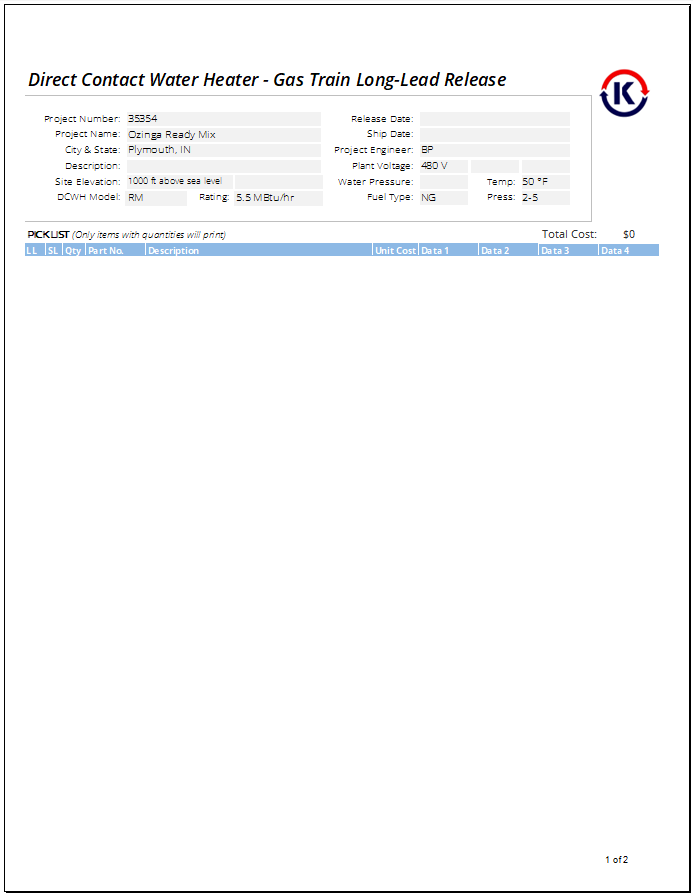 Direct Contact Water Heater - Gas Train Long-Lead Release
K
Project Number: 35354 Release Date:
Project Name: Ozinga Ready Mix Ship Date:
City & State: Plymouth, IN Project Engineer: BP
Description: Plant Voltage: 480 V
Site Elevation: 1000 ft above sea level Water Pressure: Temp: 50 °F
DCWH Model: RM Rating: 5.5 MBtu/hr Fuel Type: NG Press: 2-5
PICKLIST (Only items with quantities will print) Total Cost: $0
LL SL Qty Part No. Description Unit Cost Data 1 Data 2 Data 3 Data 4
1 of 2